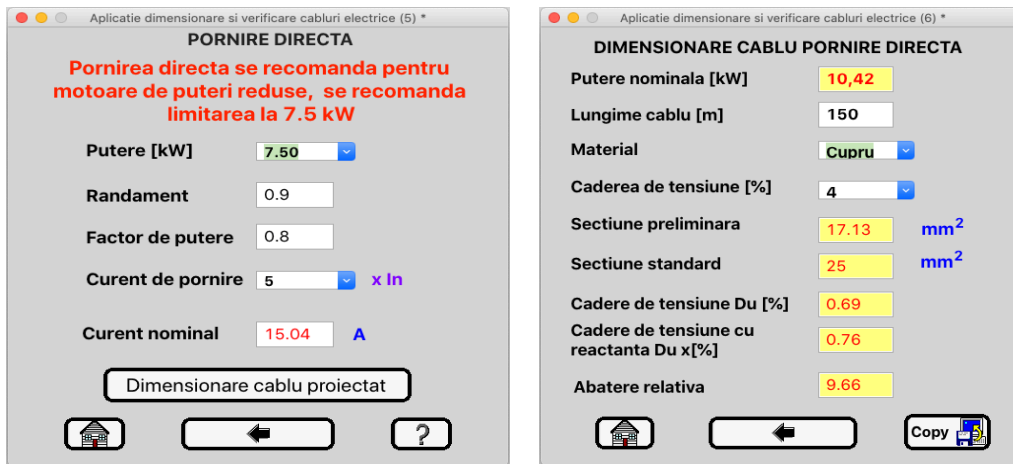 Aplicatie dimensionare si verificare cabluri electrice (5) *
PORNIRE DIRECTA
Pornirea directa se recomanda pentru
motoare de puteri reduse, se recomanda
limitarea la 7.5 kW
Putere [kW] 7.50
Randament 0.9
Factor de putere 0.8
Curent de pornire 5 x In
Curent nominal 15.04 A
Dimensionare cablu proiectat
?
Aplicatie dimensionare si verificare cabluri electrice (6) *
DIMENSIONARE CABLU PORNIRE DIRECTA
Putere nominala [kW] 10,42
Lungime cablu [m] 150
Material Cupru
Caderea de tensiune [%] 4
Sectiune preliminara 17.13 mm²
Sectiune standard 25 mm²
Cadere de tensiune Du [%] 0.69
Cadere de tensiune cu
reactanta Du x[%] 0.76
Abatere relativa 9.66
Copy